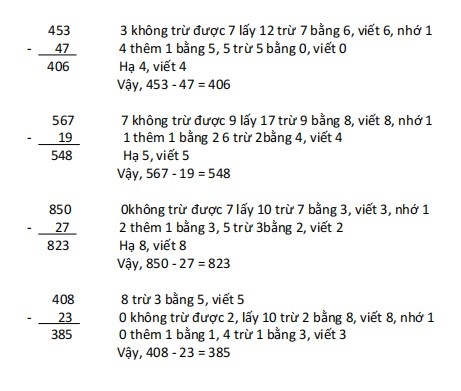 453 3 không trừ được 7 lấy 12 trừ 7 bằng 6, viết 6, nhớ 1
- 47 4 thêm 1 bằng 5, 5 trừ 5 bằng 0, viết 0
406 Hạ 4, viết 4
Vậy, 453 - 47 = 406
567 7 không trừ được 9 lấy 17 trừ 9 bằng 8, viết 8, nhớ 1
- 19 1 thêm 1 bằng 2 6 trừ 2bằng 4, viết 4
548 Hạ 5, viết 5
Vậy, 567 - 19 = 548
850 0không trừ được 7 lấy 10 trừ 7 bằng 3, viết 3, nhớ 1
- 27 2 thêm 1 bằng 3, 5 trừ 3bằng 2, viết 2
823 Hạ 8, viết 8
Vậy, 850 - 27 = 823
408 8 trừ 3 bằng 5, viết 5
- 23 0 không trừ được 2, lấy 10 trừ 2 bằng 8, viết 8, nhớ 1
385 0 thêm 1 bằng 1, 4 trừ 1 bằng 3, viết 3
Vậy, 408 - 23 = 385